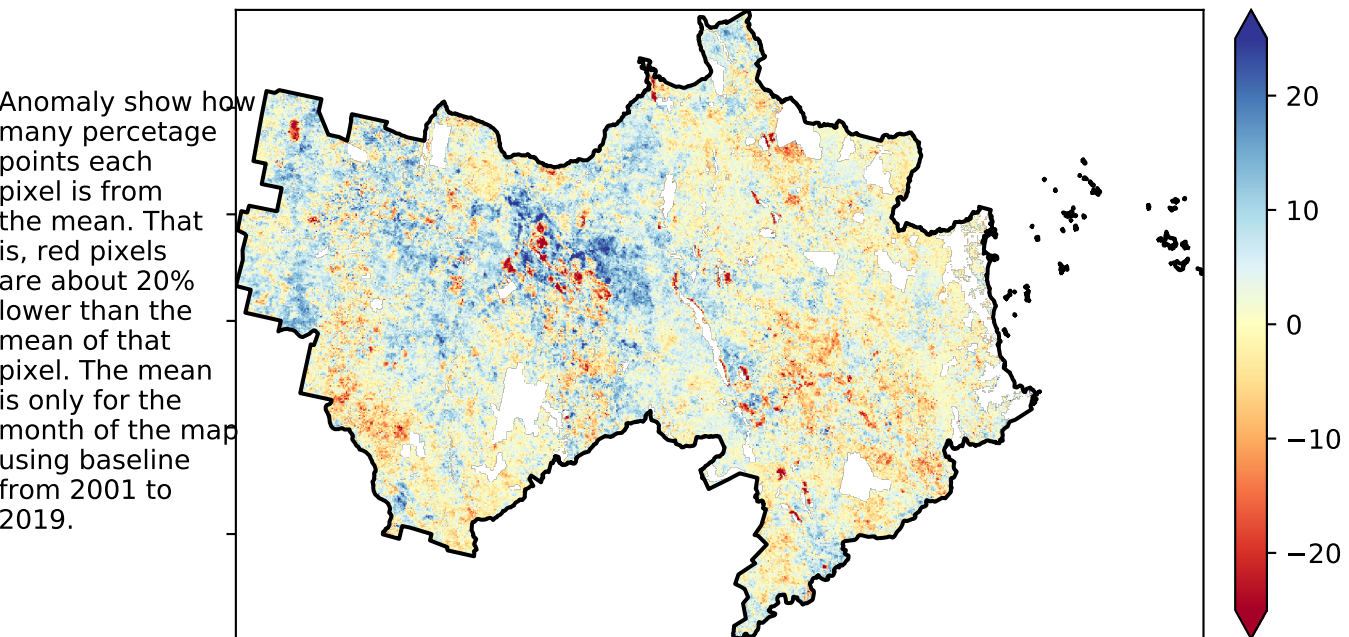 Anomaly show how
many percetage
points each
pixel is from
the mean. That
is, red pixels
are about 20%
lower than the
mean of that
pixel. The mean
is only for the
month of the map
using baseline
from 2001 to
2019.
20
10
0
−10
−20